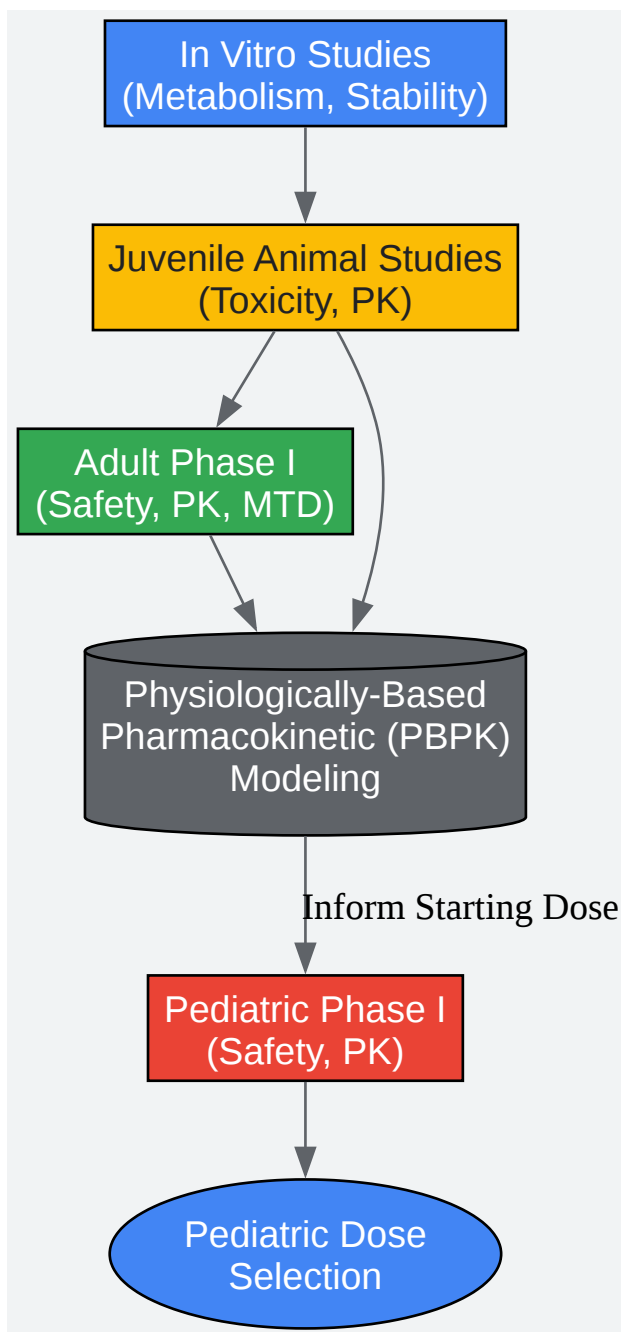 In Vitro Studies
(Metabolism, Stability)
Juvenile Animal Studies
(Toxicity, PK)
Adult Phase I
(Safety, PK, MTD)
Physiologically-Based
Pharmacokinetic (PBPK)
Modeling
Inform Starting Dose
Pediatric Phase I
(Safety, PK)
Pediatric Dose
Selection